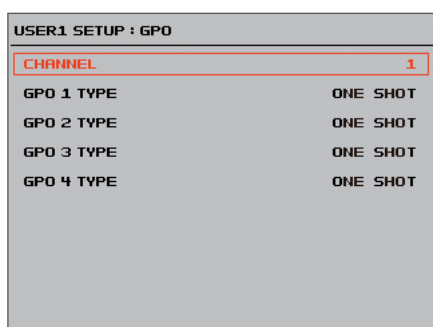 USER1 SETUP : GPO
CHANNEL 1
GPO 1 TYPE ONE SHOT
GPO 2 TYPE ONE SHOT
GPO 3 TYPE ONE SHOT
GPO 4 TYPE ONE SHOT